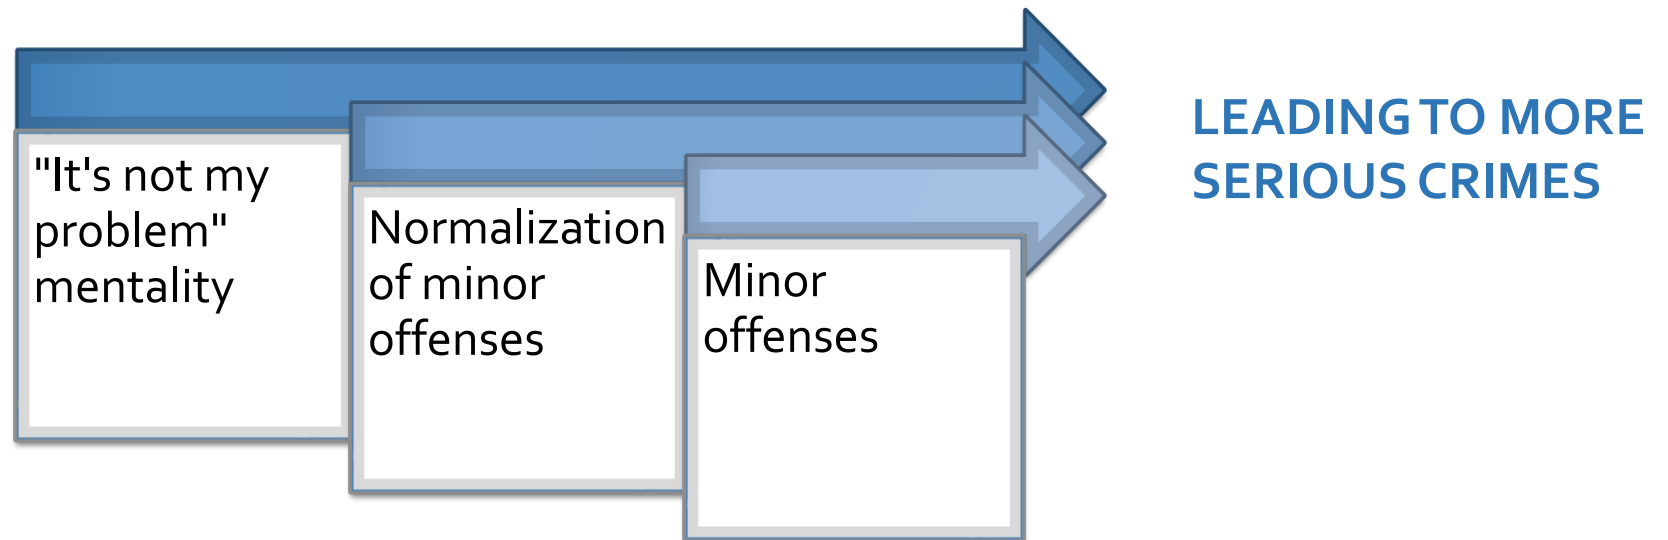 "It's not my
problem"
mentality
Normalization
of minor
offenses
Minor
offenses
LEADING TO MORE
SERIOUS CRIMES